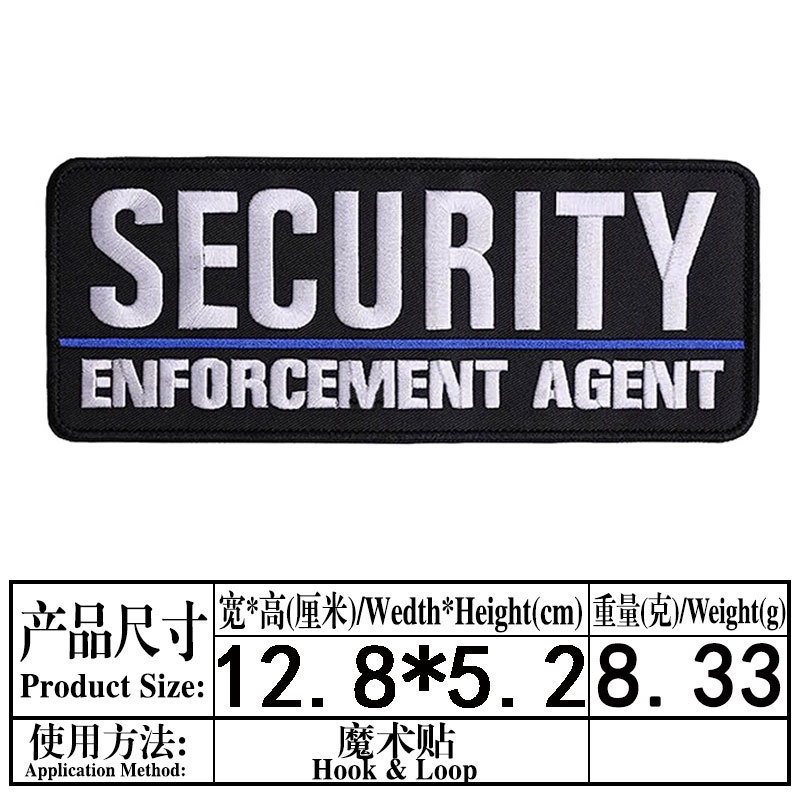 SECURITY
ENFORCEMENT AGENT
产品尺寸
Product Size:
宽*高(厘米)/Wedth*Height(cm)
12.8*5.2
重量(克)/Weight(g)
8.33
使用方法:
Application Method:
魔术贴
Hook & Loop